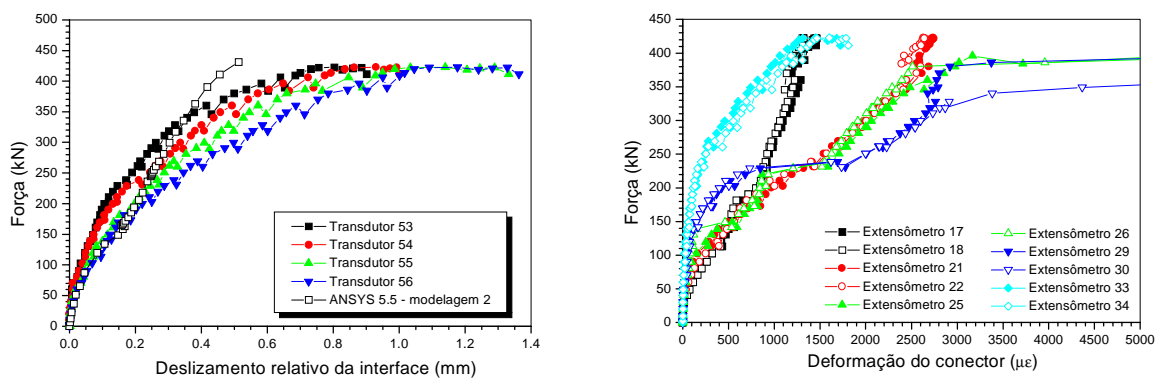 500
450
400
350
300
250
200
150
100
50
0
Força (kN)
0.0 0.2 0.4 0.6 0.8 1.0 1.2 1.4
Deslizamento relativo da interface (mm)
Transdutor 53
Transdutor 54
Transdutor 55
Transdutor 56
ANSYS 5.5 - modelagem 2
450
400
350
300
250
200
150
100
50
0
Força (kN)
0 500 1000 1500 2000 2500 3000 3500 4000 4500 5000
Deformação do conector (µε)
Extensômetro 17
Extensômetro 18
Extensômetro 21
Extensômetro 22
Extensômetro 25
Extensômetro 26
Extensômetro 29
Extensômetro 30
Extensômetro 33
Extensômetro 34